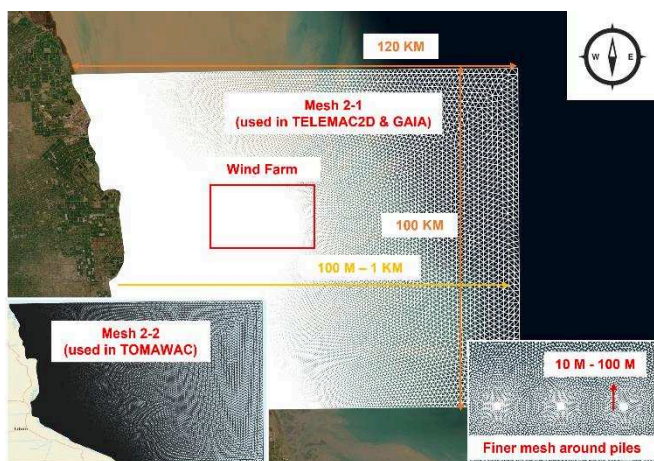 120 KM
W E
Mesh 2-1
(used in TELEMAC2D & GAIA)
Wind Farm
100 KM
100 M – 1 KM
Mesh 2-2
(used in TOMAWAC)
10 M - 100 M
Finer mesh around piles